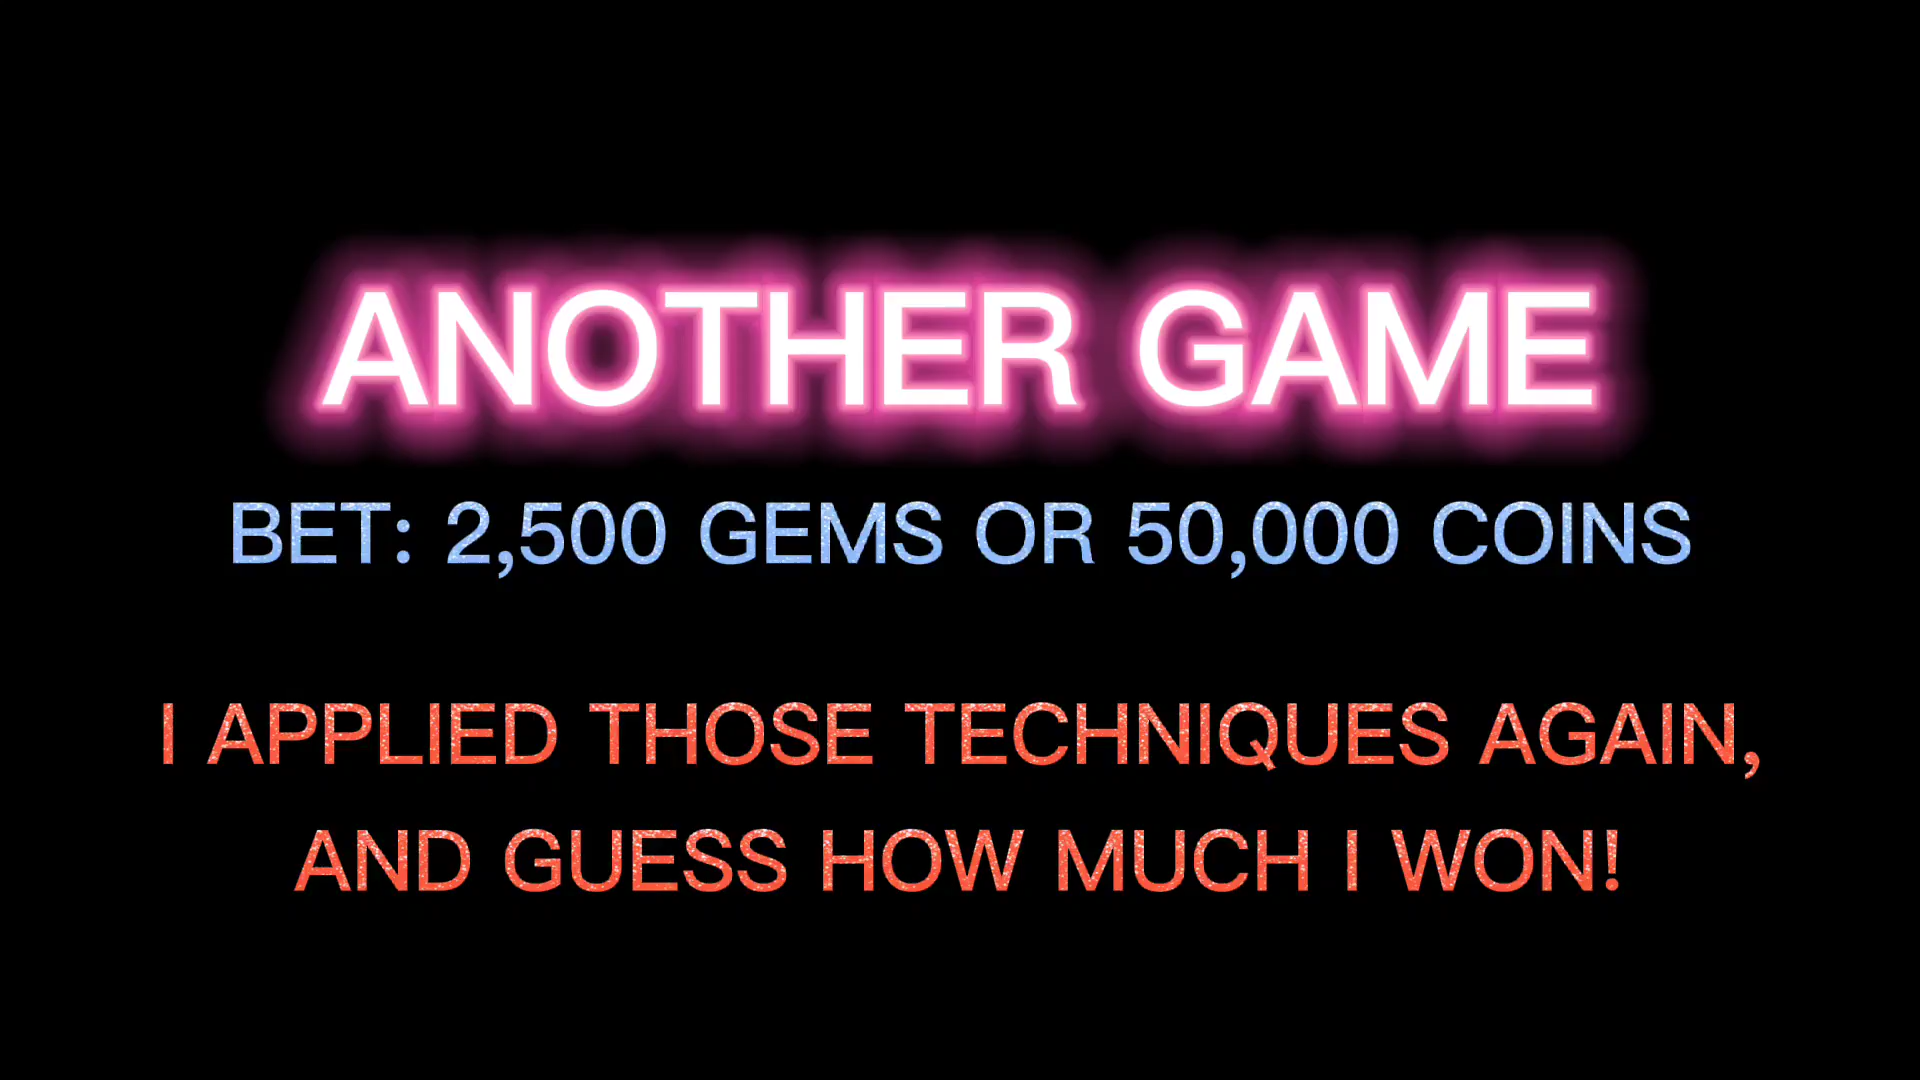 ANOTHER GAME
BET: 2,500 GEMS OR 50,000 COINS
I APPLIED THOSE TECHNIQUES AGAIN,
AND GUESS HOW MUCH I WON!